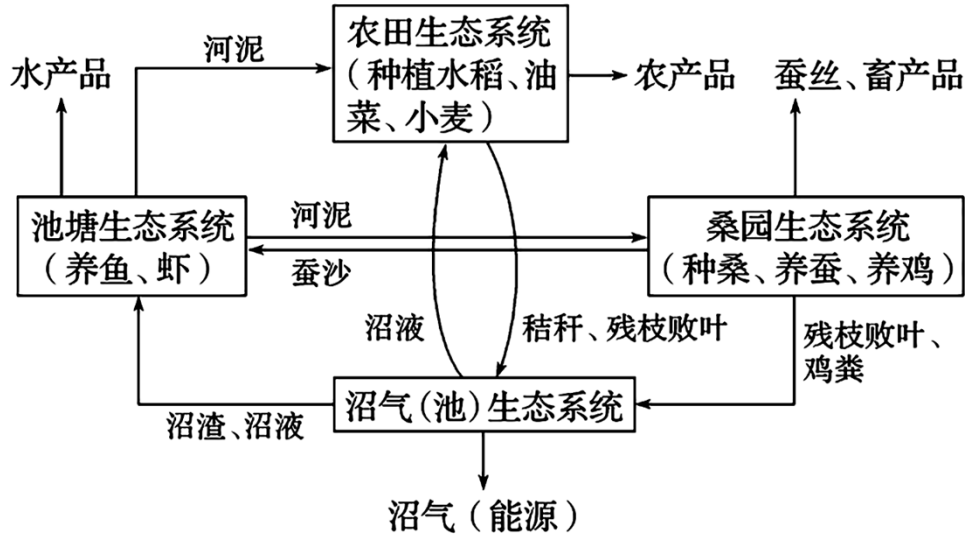 河泥
农田生态系统
(种植水稻、油
菜、小麦)
水产品
农产品
蚕丝、畜产品
池塘生态系统
(养鱼、虾)
河泥
蚕沙
桑园生态系统
(种桑、养蚕、养鸡)
沼液
秸秆、残枝败叶
残枝败叶、
鸡粪
沼气(池)生态系统
沼渣、沼液
沼气(能源)